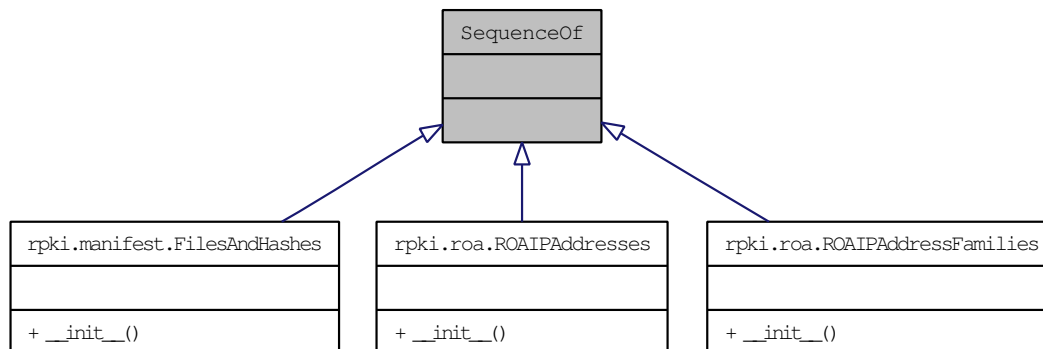 SequenceOf
rpki.manifest.FilesAndHashes
rpki.roa.ROAIPAddresses
rpki.roa.ROAIPAddressFamilies
+ __init__()
+ __init__()
+ __init__()